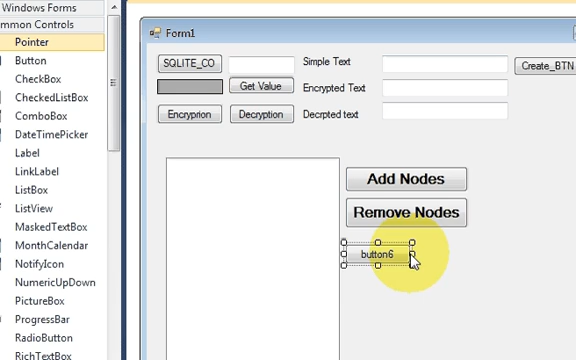 Windows Forms
mmon Controls
Pointer
Button
CheckBox
CheckedListBox
ComboBox
DateTimePicker
Label
LinkLabel
ListBox
ListView
MaskedTextBox
MonthCalendar
NotifyIcon
NumericUpDown
PictureBox
ProgressBar
RadioButton
RichTextBox
Form1
SQLITE_CO
Simple Text
Create_BTN
Get Value
Encrypted Text
Encryprion
Decryption
Decrpted text
Add Nodes
Remove Nodes
button6